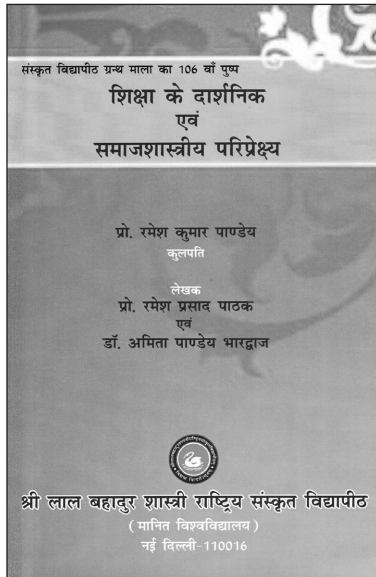 संस्कृत विद्यापीठ ग्रन्थ माला का 106 वाँ पुष्प
शिक्षा के दार्शनिक
एवं
समाजशास्त्रीय परिप्रेक्ष्य
प्रो. रमेश कुमार पाण्डेय
कुलपति
लेखक
प्रो. रमेश प्रसाद पाठक
एवं
डॉ. अमिता पाण्डेय भारद्वाज
श्री लाल बहादुर शास्त्री राष्ट्रिय संस्कृत विद्यापीठ
(मानित विश्वविद्यालय)
नई दिल्ली-110016